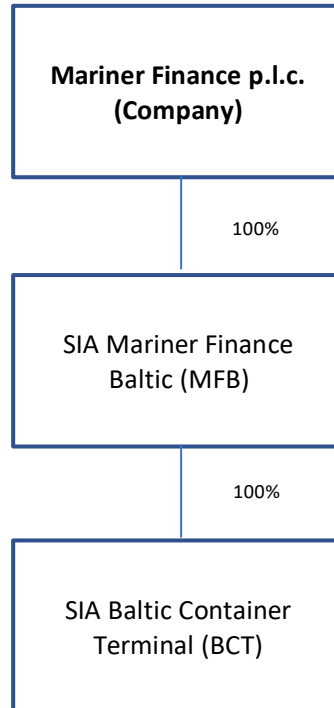 Mariner Finance p.l.c.
(Company)
100%
SIA Mariner Finance
Baltic (MFB)
100%
SIA Baltic Container
Terminal (BCT)